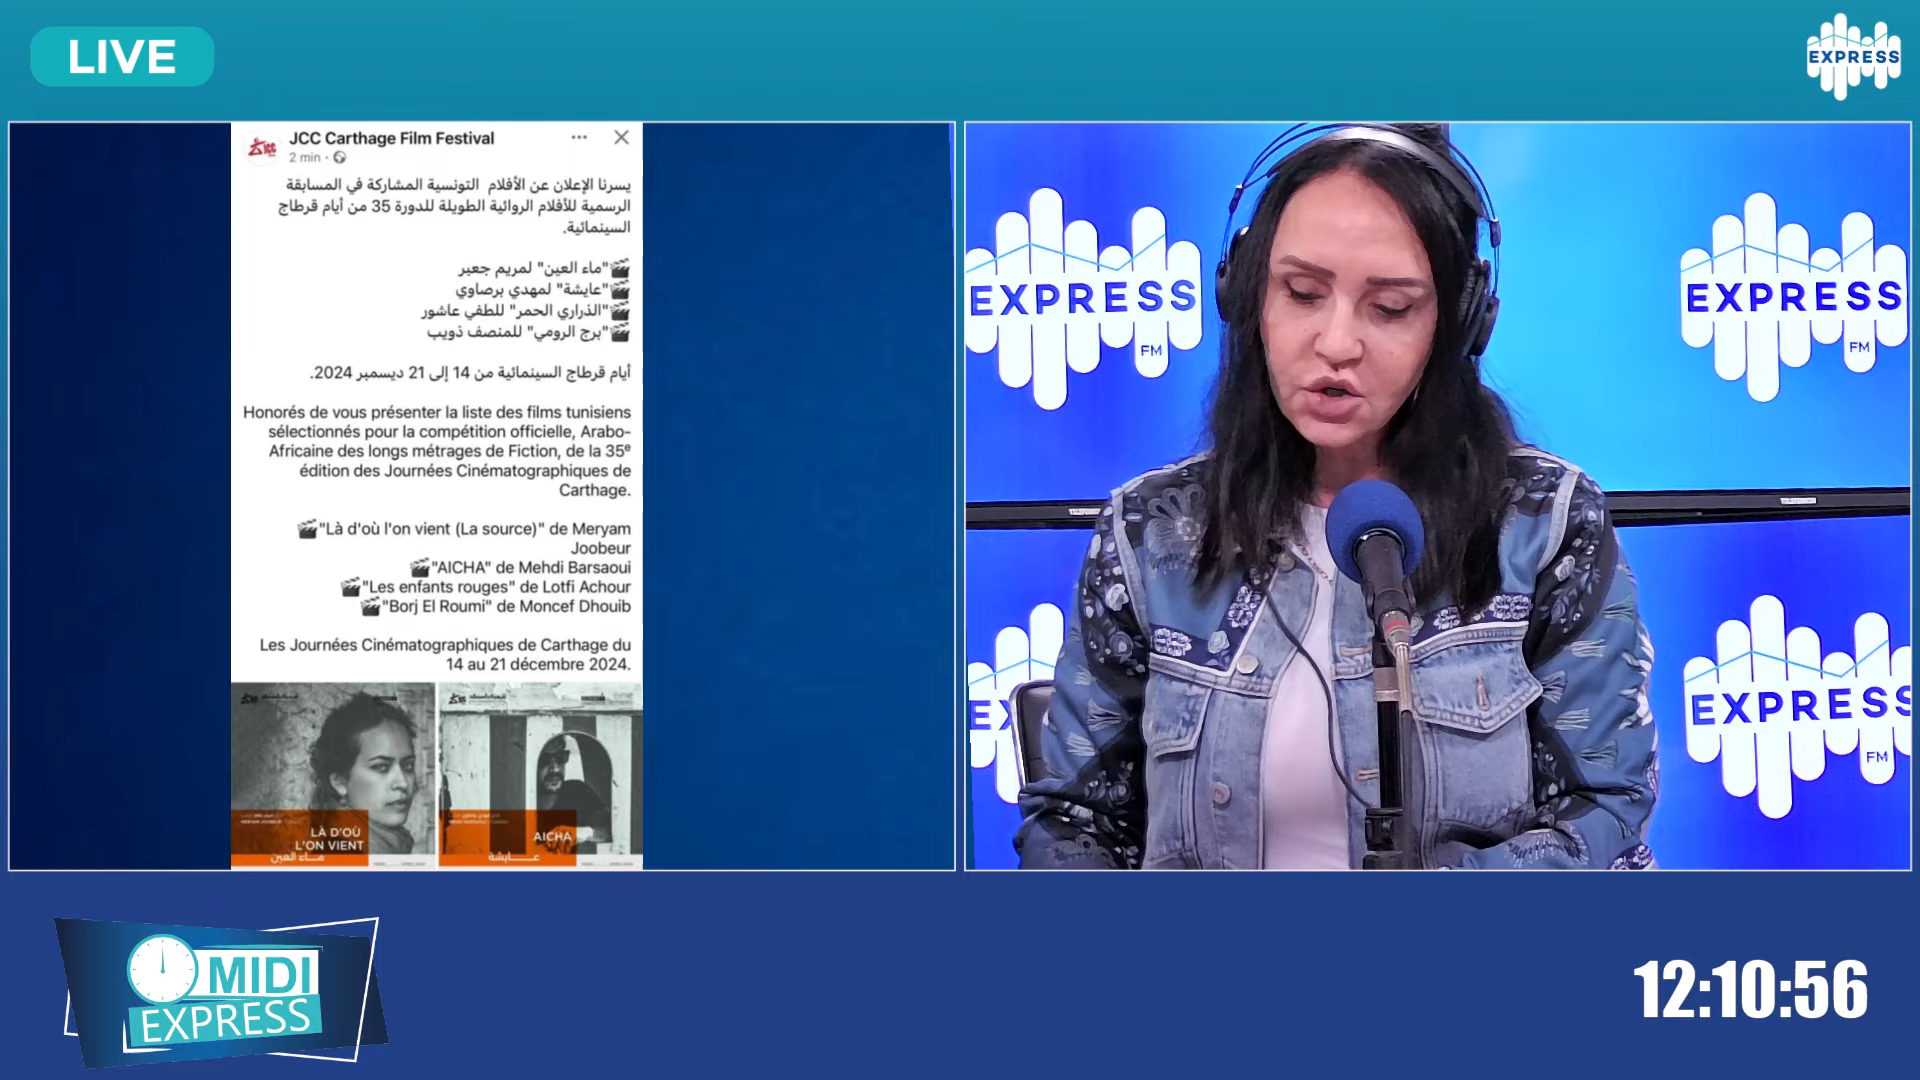 LIVE
EXPRESS
JCC Carthage Film Festival
2 min
يسرنا الإعلان عن الأفلام التونسية المشاركة في المسابقة
الرسمية للأفلام الروائية الطويلة للدورة 35 من أيام قرطاج
السينمائية.
"ماء العين" لمريم جعبر
"عايشة" لمهدي برصاوي
"الذراري الحمر" للطفي عاشور
"برج الرومي" للمنصف ذويب
أيام قرطاج السينمائية من 14 إلى 21 ديسمبر 2024.
Honorés de vous présenter la liste des films tunisiens
sélectionnés pour la compétition officielle, Arabo-
Africaine des longs métrages de Fiction, de la 35e
édition des Journées Cinématographiques de
Carthage.
"Là d'où l'on vient (La source)" de Meryam
Joobeur
"AICHA" de Mehdi Barsaoui
"Les enfants rouges" de Lotfi Achour
"Borj El Roumi" de Moncef Dhouib
Les Journées Cinématographiques de Carthage du
14 au 21 décembre 2024.
LÀ D'OÙ
L'ON VIENT
ماء العين
AICHA
عايشة
EXPRESS
FM
EXPRESS
FM
EX
EXPRESS
FM
MIDI
EXPRESS
12:10:56